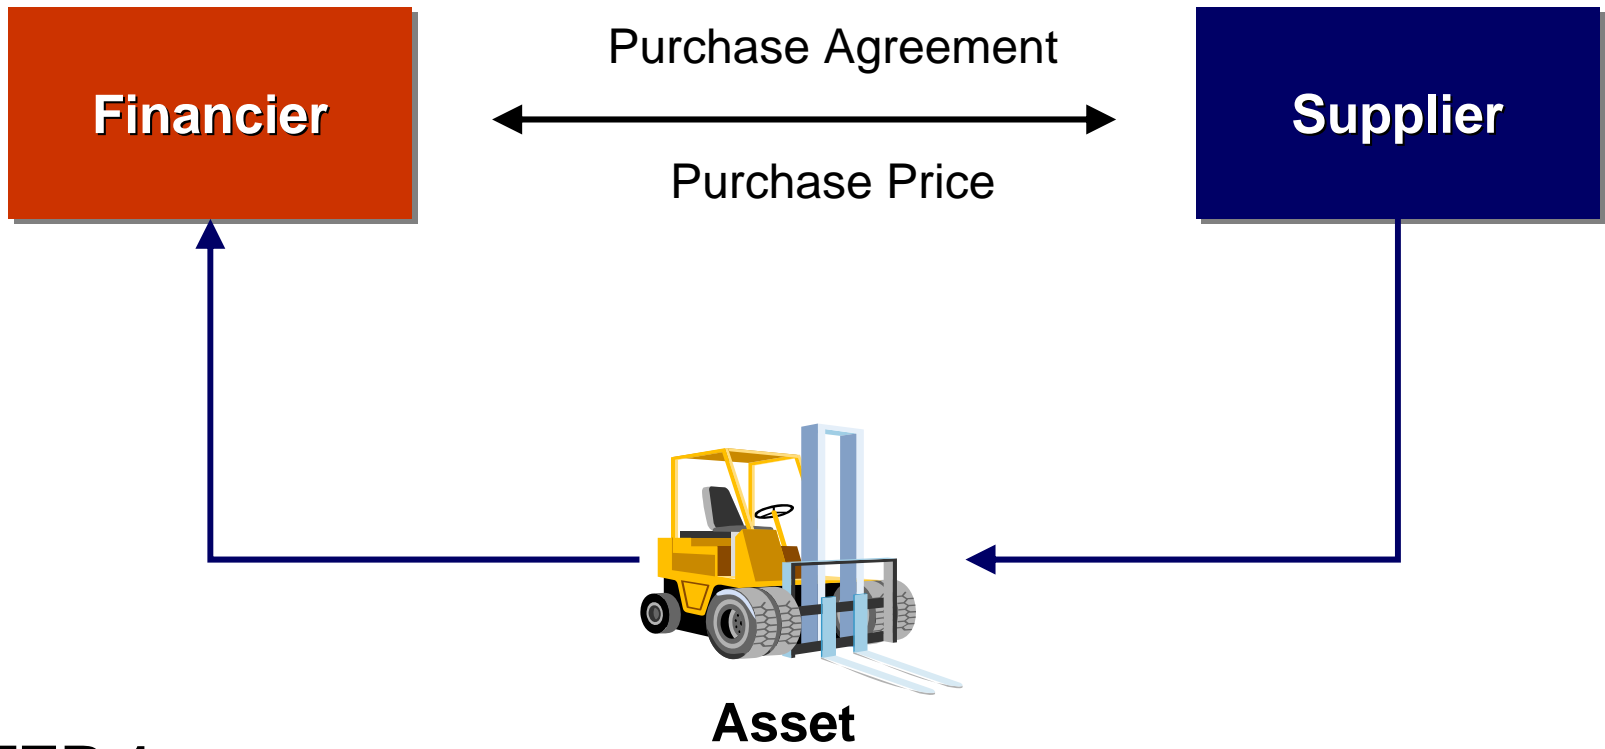 Financier
Purchase Agreement
Purchase Price
Supplier
Asset